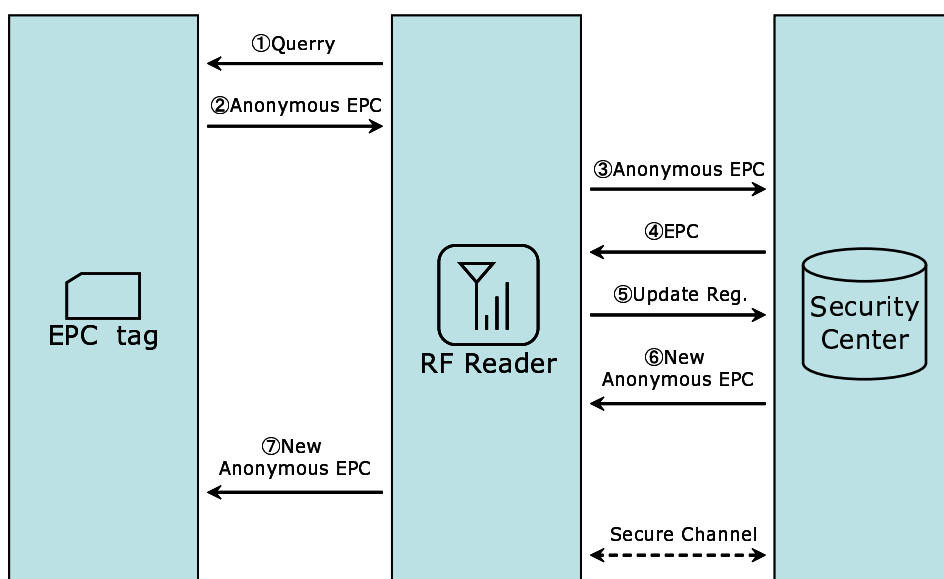 ①Querry
②Anonymous EPC
③Anonymous EPC
④EPC
⑤Update Reg.
⑥New
Anonymous EPC
⑦New
Anonymous EPC
Secure Channel
EPC tag
RF Reader
Security
Center